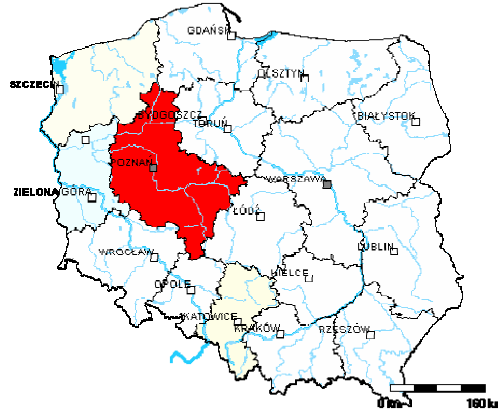 GDAŃSK
OLSZTYN
SZCZECIN
BYDGOSZCZ
BIAŁYSTOK
TORUŃ
POZNAŃ
WARSZAWA
ZIELONA GÓRA
ŁÓDŹ
WROCŁAW
LUBLIN
KIELCE
OPOLE
KATOWICE
KRAKÓW
RZESZÓW
0 km 160 km